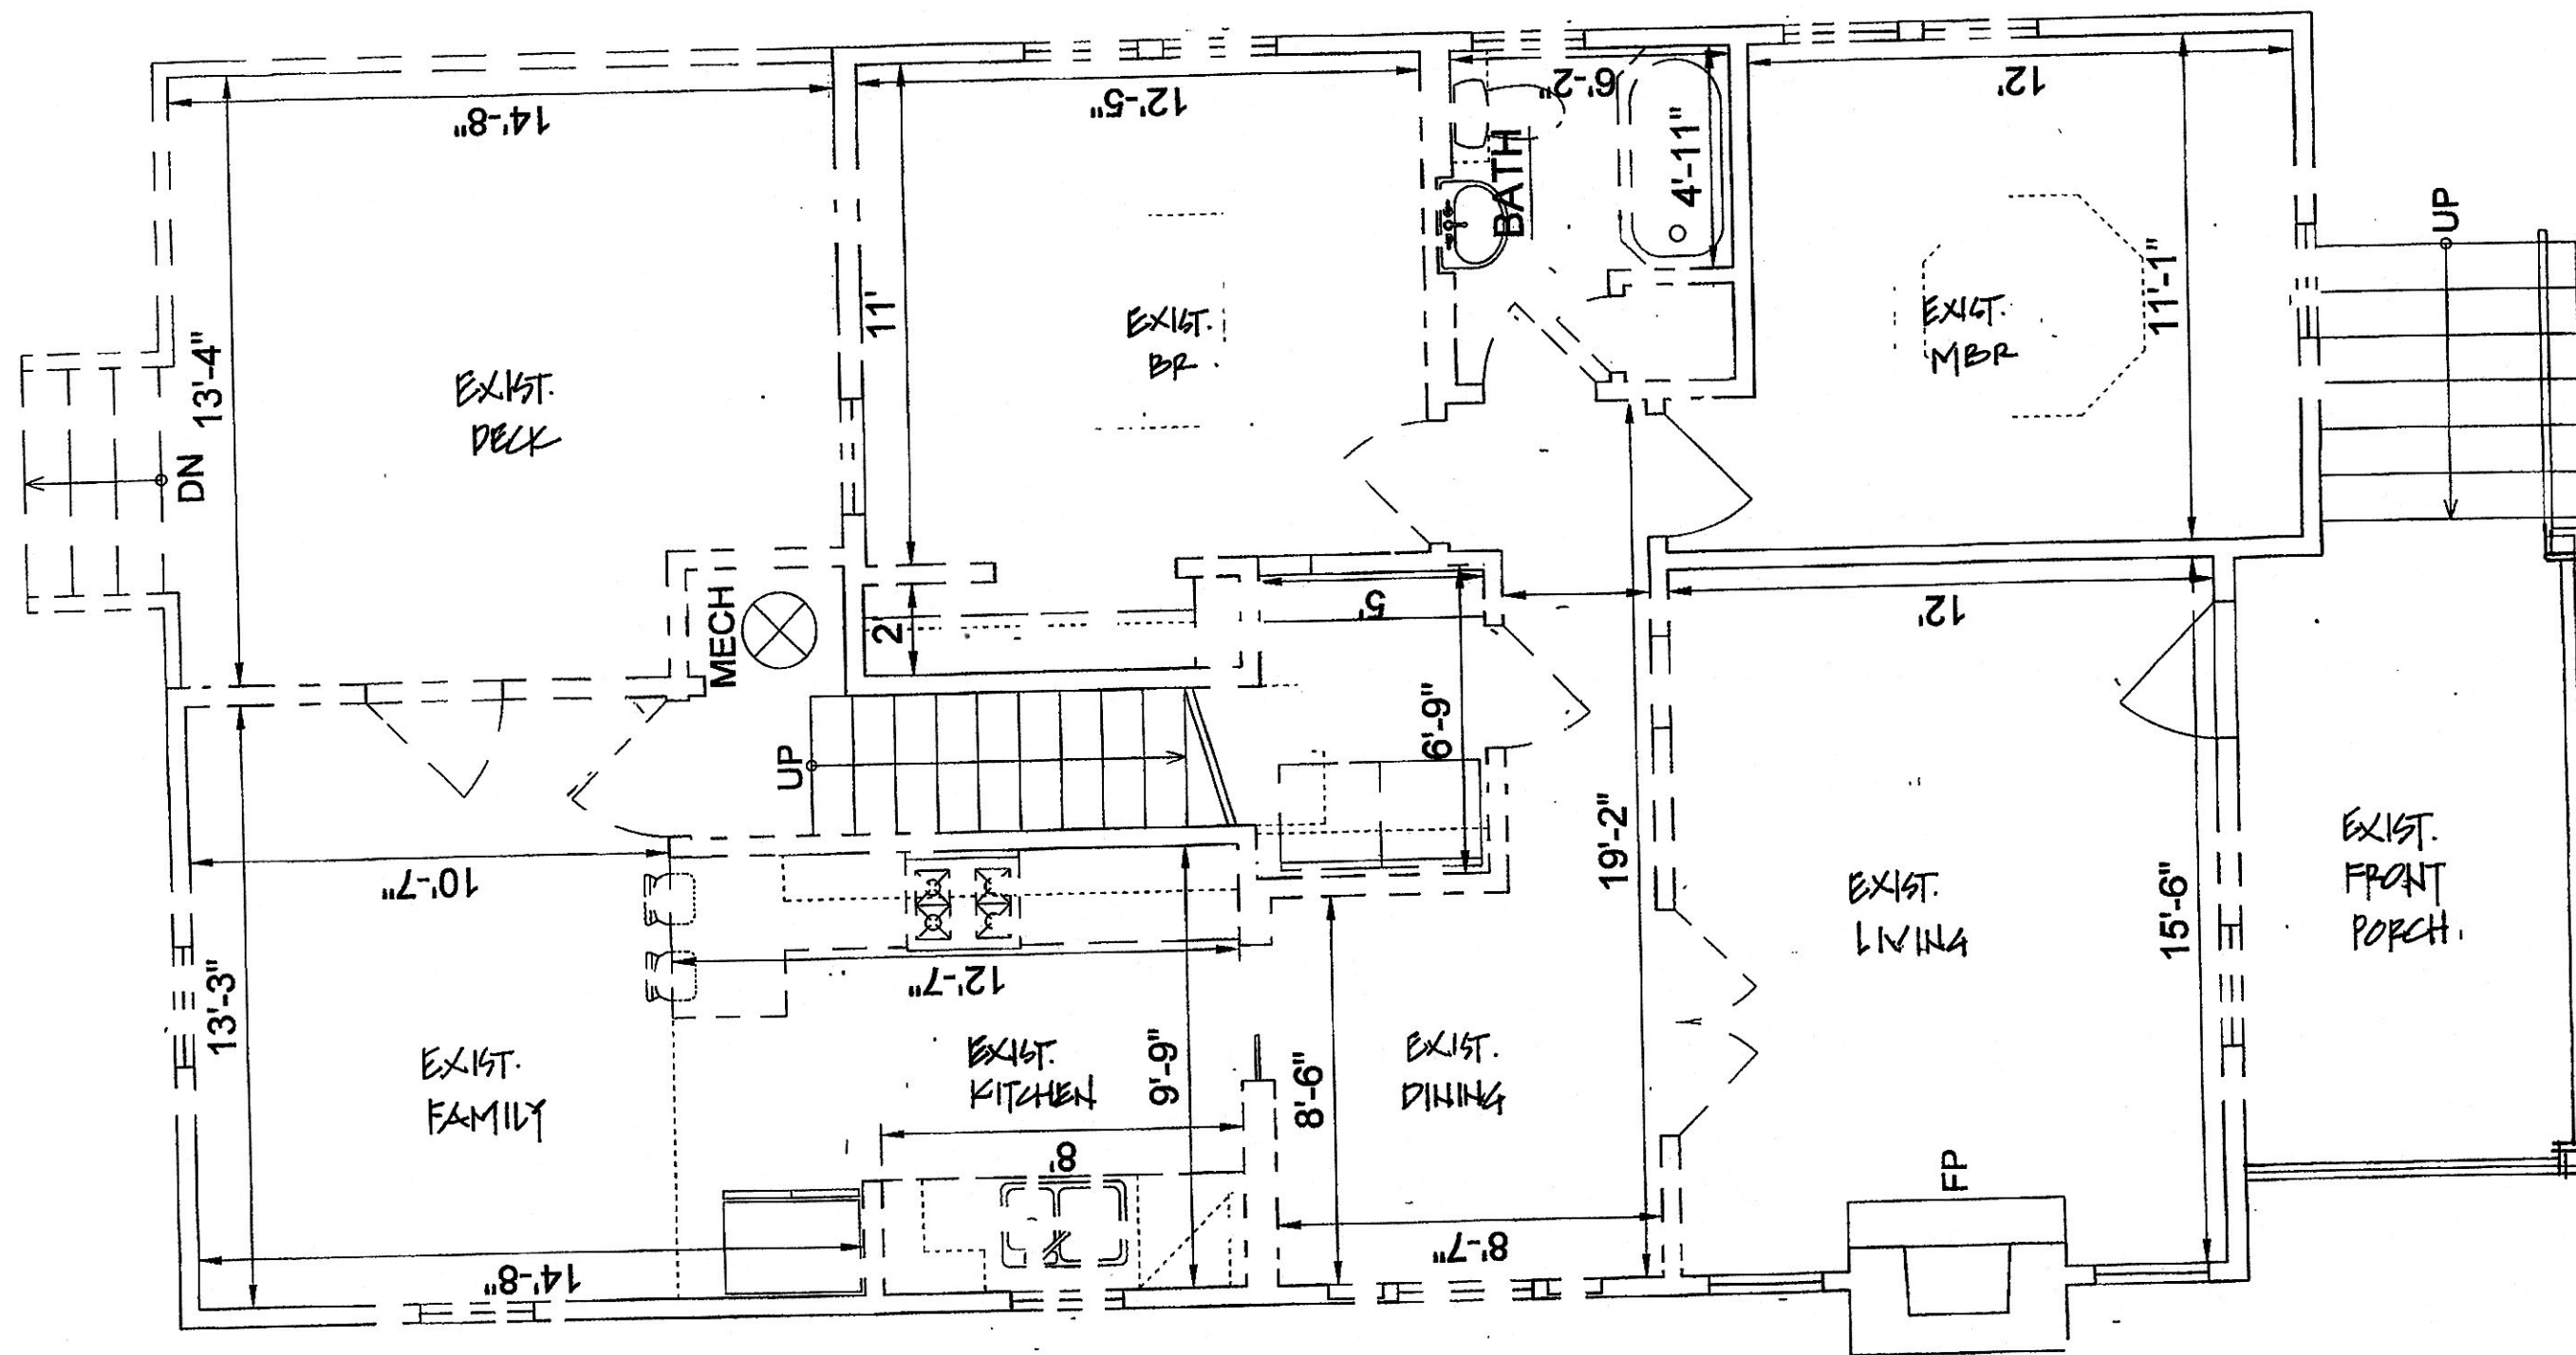 14'-8"
12'-5"
6'-2"
12'
13'-4"
11'
BATH
4'-11"
11'-1"
UP
DN
EXIST.
DECK
EXIST.
BR.
EXIST.
MBR
MECH
2'
5'
12'
UP
6'-9"
10'-7"
12'-7"
19'-2"
15'-6"
EXIST.
FRONT
PORCH.
EXIST.
LIVING
13'-3"
EXIST.
FAMILY
EXIST.
KITCHEN
9'-9"
8'-6"
EXIST.
DINING
8'
FP
14'-8"
8'-7"